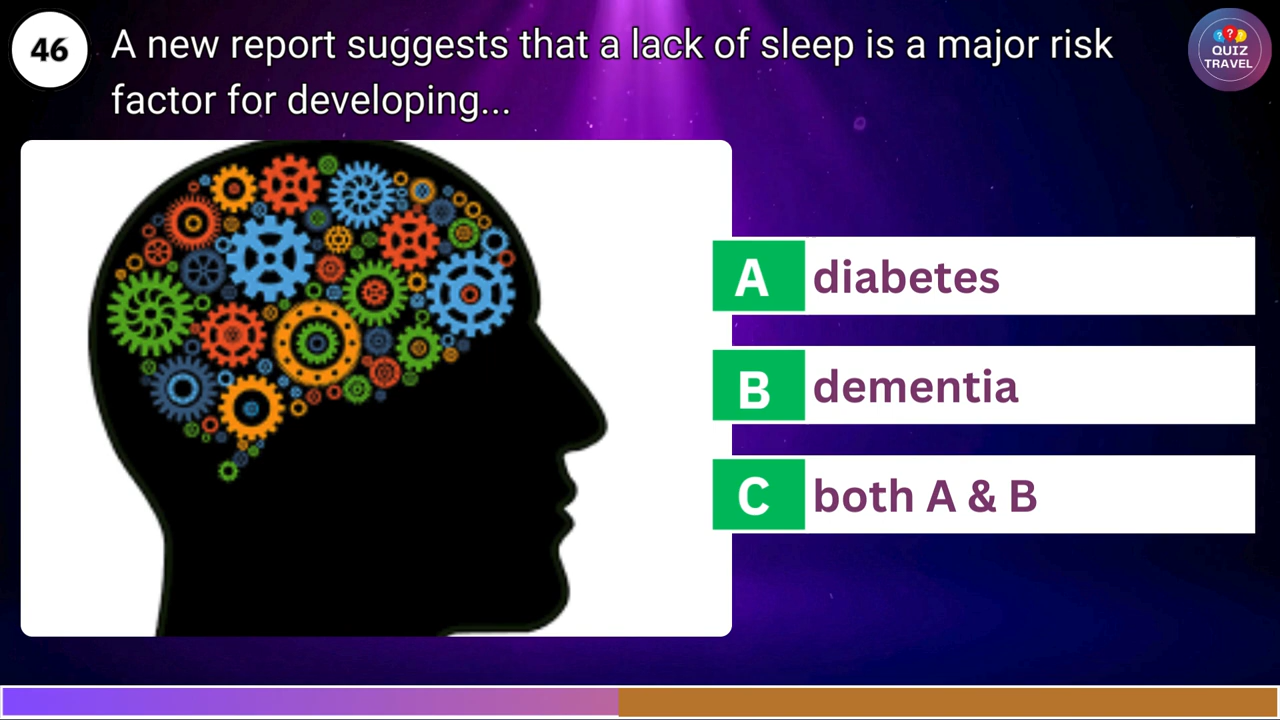 46
A new report suggests that a lack of sleep is a major risk
factor for developing...
? ? ?
QUIZ
TRAVEL
A diabetes
B dementia
C both A & B